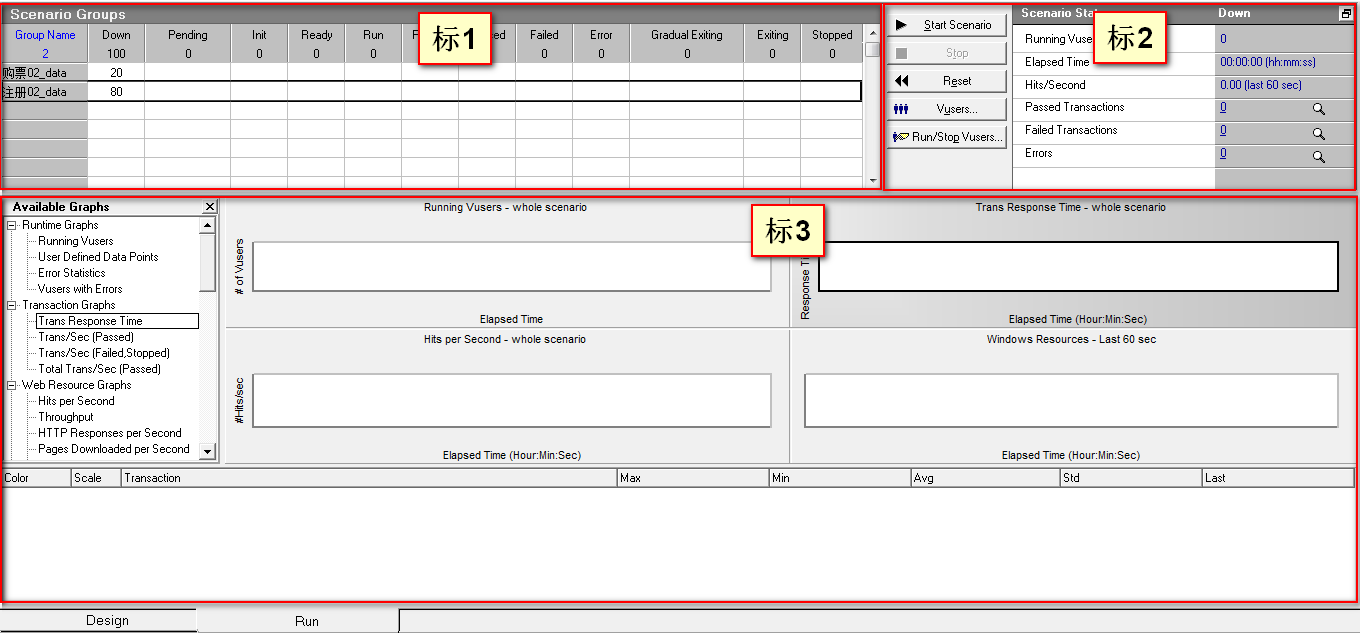 Scenario Groups
标1
Group Name Down Pending Init Ready Run Failed Error Gradual Exiting Exiting Stopped
2 100 0 0 0 0 0 0 0 0 0
购票02_data 20
注册02_data 80
Start Scenario
Stop
Reset
Vusers...
Run/Stop Vusers...
Down
标2
Running 0
Elapsed Time 00:00:00 (hh:mm:ss)
Hits/Second 0.00 (last 60 sec)
Passed Transactions 0
Failed Transactions 0
Errors 0
Available Graphs
Runtime Graphs
Running Vusers
User Defined Data Points
Error Statistics
Vusers with Errors
Transaction Graphs
Trans Response Time
Trans/Sec (Passed)
Trans/Sec (Failed,Stopped)
Total Trans/Sec (Passed)
Web Resource Graphs
Hits per Second
Throughput
HTTP Responses per Second
Pages Downloaded per Second
Running Vusers - whole scenario
# of Vusers
Elapsed Time
标3
Trans Response Time - whole scenario
Response
Elapsed Time (Hour:Min:Sec)
Hits per Second - whole scenario
#Hits/sec
Elapsed Time (Hour:Min:Sec)
Windows Resources - Last 60 sec
Elapsed Time (Hour:Min:Sec)
Color Scale Transaction Max Min Avg Std Last
Design Run